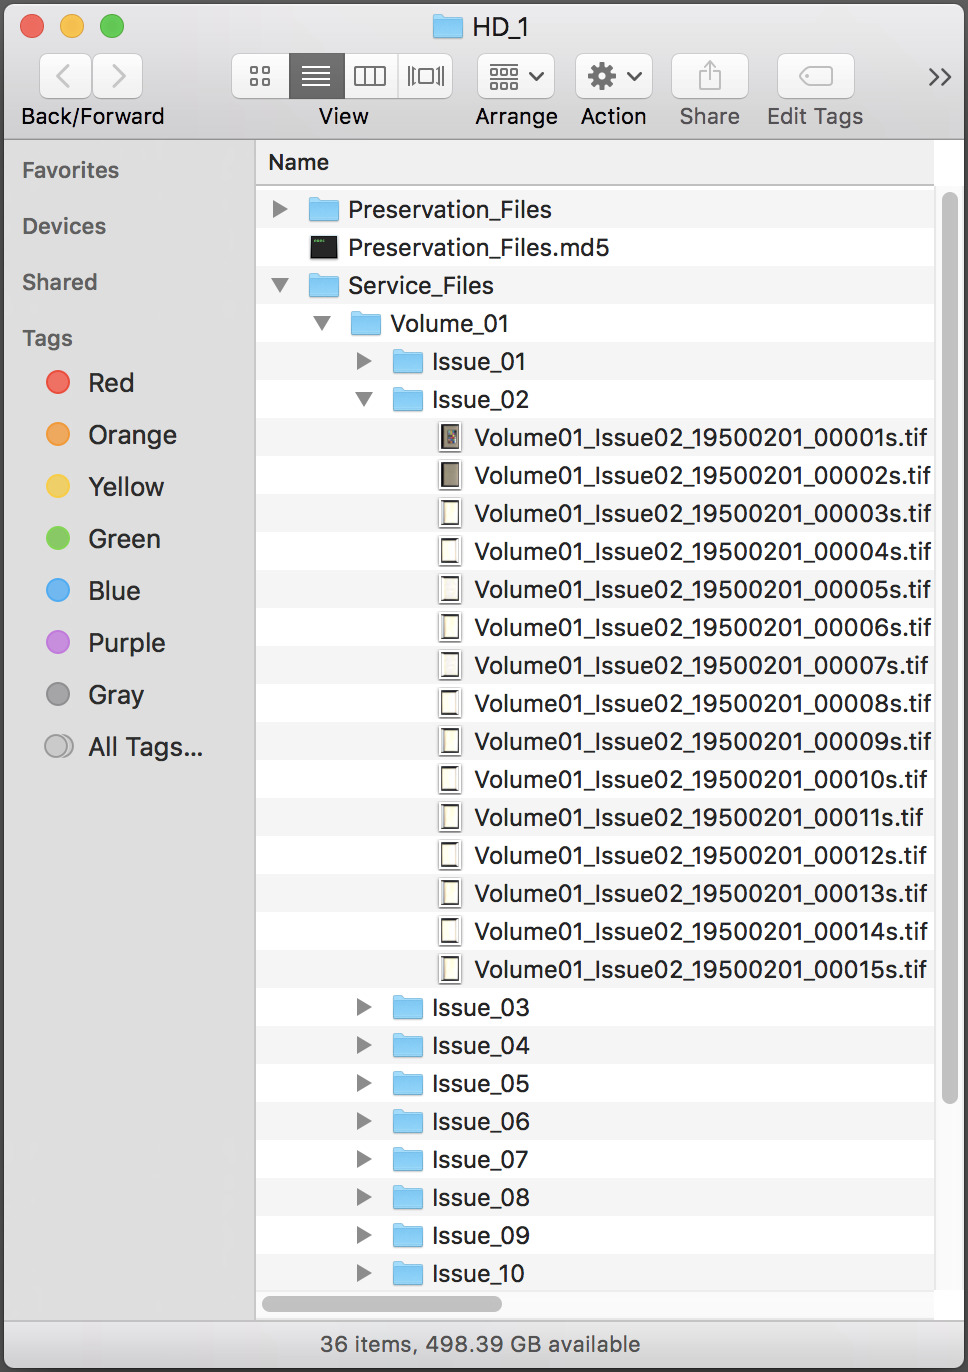 HD_1
Back/Forward View Arrange Action Share Edit Tags
Favorites
Devices
Shared
Tags
Red
Orange
Yellow
Green
Blue
Purple
Gray
All Tags...
Name
Preservation_Files
Preservation_Files.md5
Service_Files
Volume_01
Issue_01
Issue_02
Volume01_Issue02_19500201_00001s.tif
Volume01_Issue02_19500201_00002s.tif
Volume01_Issue02_19500201_00003s.tif
Volume01_Issue02_19500201_00004s.tif
Volume01_Issue02_19500201_00005s.tif
Volume01_Issue02_19500201_00006s.tif
Volume01_Issue02_19500201_00007s.tif
Volume01_Issue02_19500201_00008s.tif
Volume01_Issue02_19500201_00009s.tif
Volume01_Issue02_19500201_00010s.tif
Volume01_Issue02_19500201_00011s.tif
Volume01_Issue02_19500201_00012s.tif
Volume01_Issue02_19500201_00013s.tif
Volume01_Issue02_19500201_00014s.tif
Volume01_Issue02_19500201_00015s.tif
Issue_03
Issue_04
Issue_05
Issue_06
Issue_07
Issue_08
Issue_09
Issue_10
36 items, 498.39 GB available